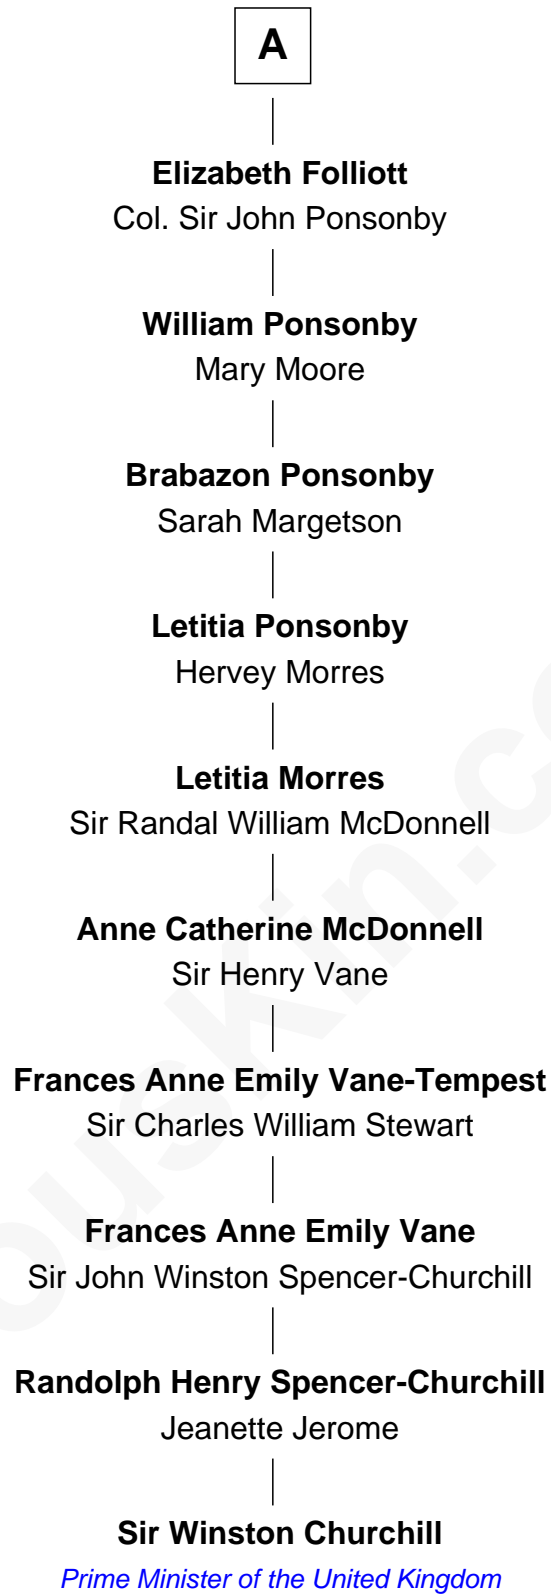 A
Elizabeth Folliott
Col. Sir John Ponsonby
William Ponsonby
Mary Moore
Brabazon Ponsonby
Sarah Margetson
Letitia Ponsonby
Hervey Morres
Letitia Morres
Sir Randal William McDonnell
Anne Catherine McDonnell
Sir Henry Vane
Frances Anne Emily Vane-Tempest
Sir Charles William Stewart
Frances Anne Emily Vane
Sir John Winston Spencer-Churchill
Randolph Henry Spencer-Churchill
Jeanette Jerome
Sir Winston Churchill
Prime Minister of the United Kingdom